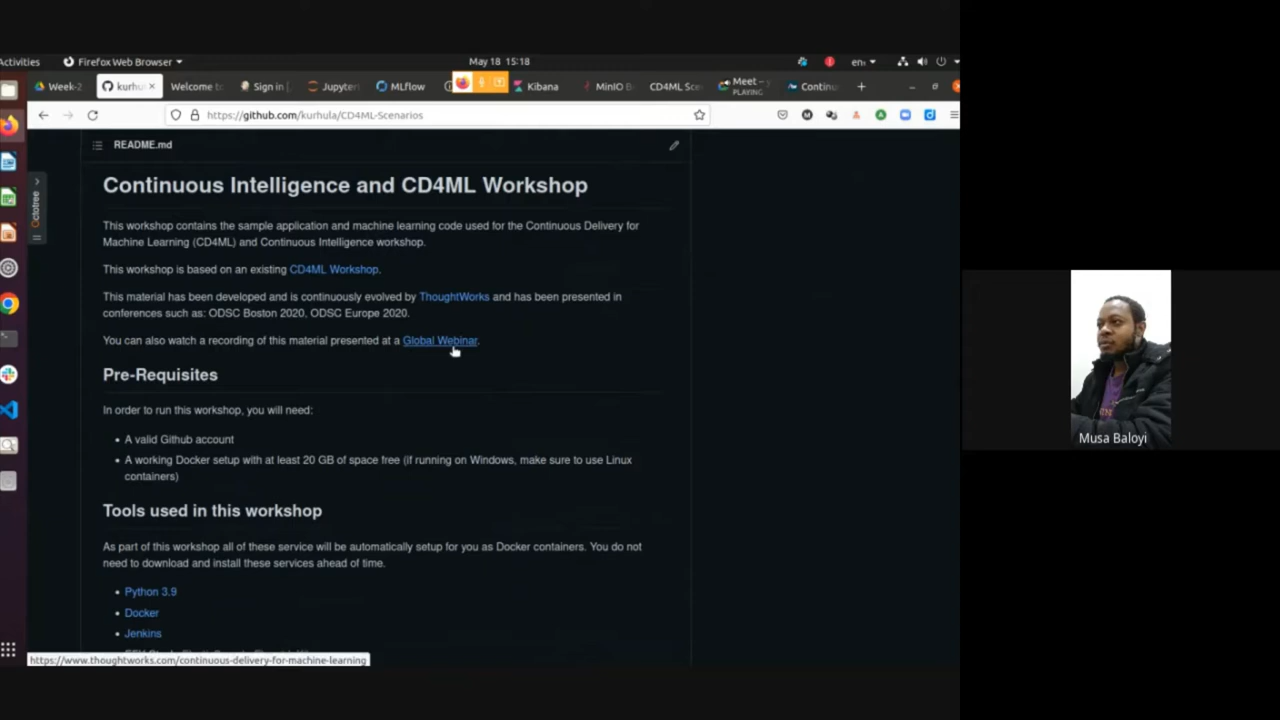 Activities
Firefox Web Browser
May 18 15:18
en
Week-2
kurhu
Welcome to
Sign in
Jupyter
MLflow
Kibana
MinIO B
CD4ML Sce
Meet –
PLAYING
Contin
https://github.com/kurhula/CD4ML-Scenarios
README.md
Octotree
Continuous Intelligence and CD4ML Workshop
This workshop contains the sample application and machine learning code used for the Continuous Delivery for
Machine Learning (CD4ML) and Continuous Intelligence workshop.
This workshop is based on an existing CD4ML Workshop.
This material has been developed and is continuously evolved by ThoughtWorks and has been presented in
conferences such as: ODSC Boston 2020, ODSC Europe 2020.
You can also watch a recording of this material presented at a Global Webinar.
Pre-Requisites
In order to run this workshop, you will need:
• A valid Github account
• A working Docker setup with at least 20 GB of space free (if running on Windows, make sure to use Linux
containers)
Tools used in this workshop
As part of this workshop all of these service will be automatically setup for you as Docker containers. You do not
need to download and install these services ahead of time.
• Python 3.9
• Docker
• Jenkins
https://www.thoughtworks.com/continuous-delivery-for-machine-learning
Musa Baloyi